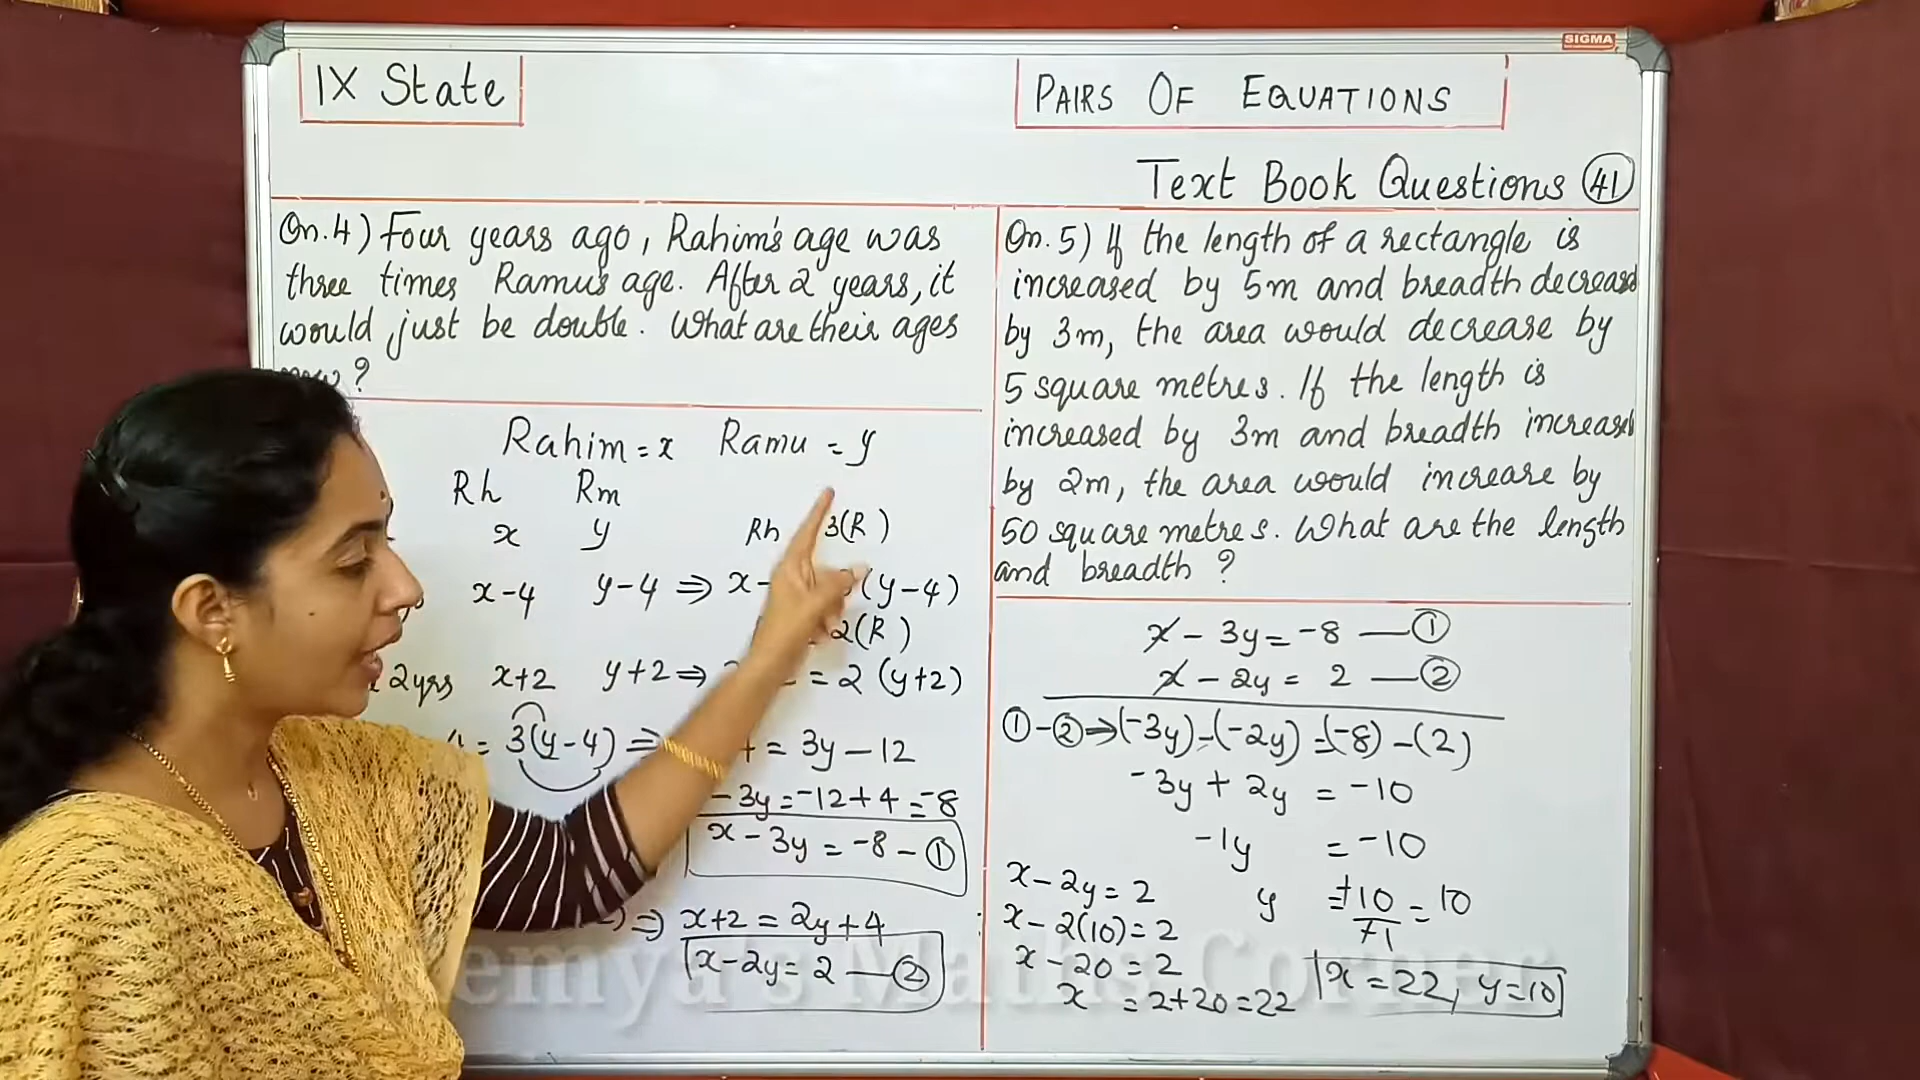 SIGMA
IX State
PAIRS OF EQUATIONS
Text Book Questions 41
Qn. 4) Four years ago, Rahim's age was
three times Ramu's age. After 2 years, it
would just be double. What are their ages
now?
Rahim = x Ramu = y
Rh Rm
x y Rh 3(R )
x-4 y-4 ⇒ x- (y-4)
2(R )
2yrs x+2 y+2 ⇒ = 2 (y+2)
= 3(y-4) ⇒ = 3y - 12
- 3y = -12+4 = -8
x - 3y = -8 - ①
⇒ x+2 = 2y+4
x-2y = 2 — ②
Qn. 5) If the length of a rectangle is
increased by 5m and breadth decreased
by 3m, the area would decrease by
5 square metres. If the length is
increased by 3m and breadth increased
by 2m, the area would increase by
50 square metres. What are the length
and breadth ?
x - 3y = -8 — ①
x - 2y = 2 — ②
① - ② ⇒ (-3y) - (-2y) = (-8) - (2)
-3y + 2y = -10
-1y = -10
y = -10/-1 = 10
x - 2y = 2
x - 2(10) = 2
x - 20 = 2
x = 2+20 = 22
x = 22, y = 10
emya's Maths Corner